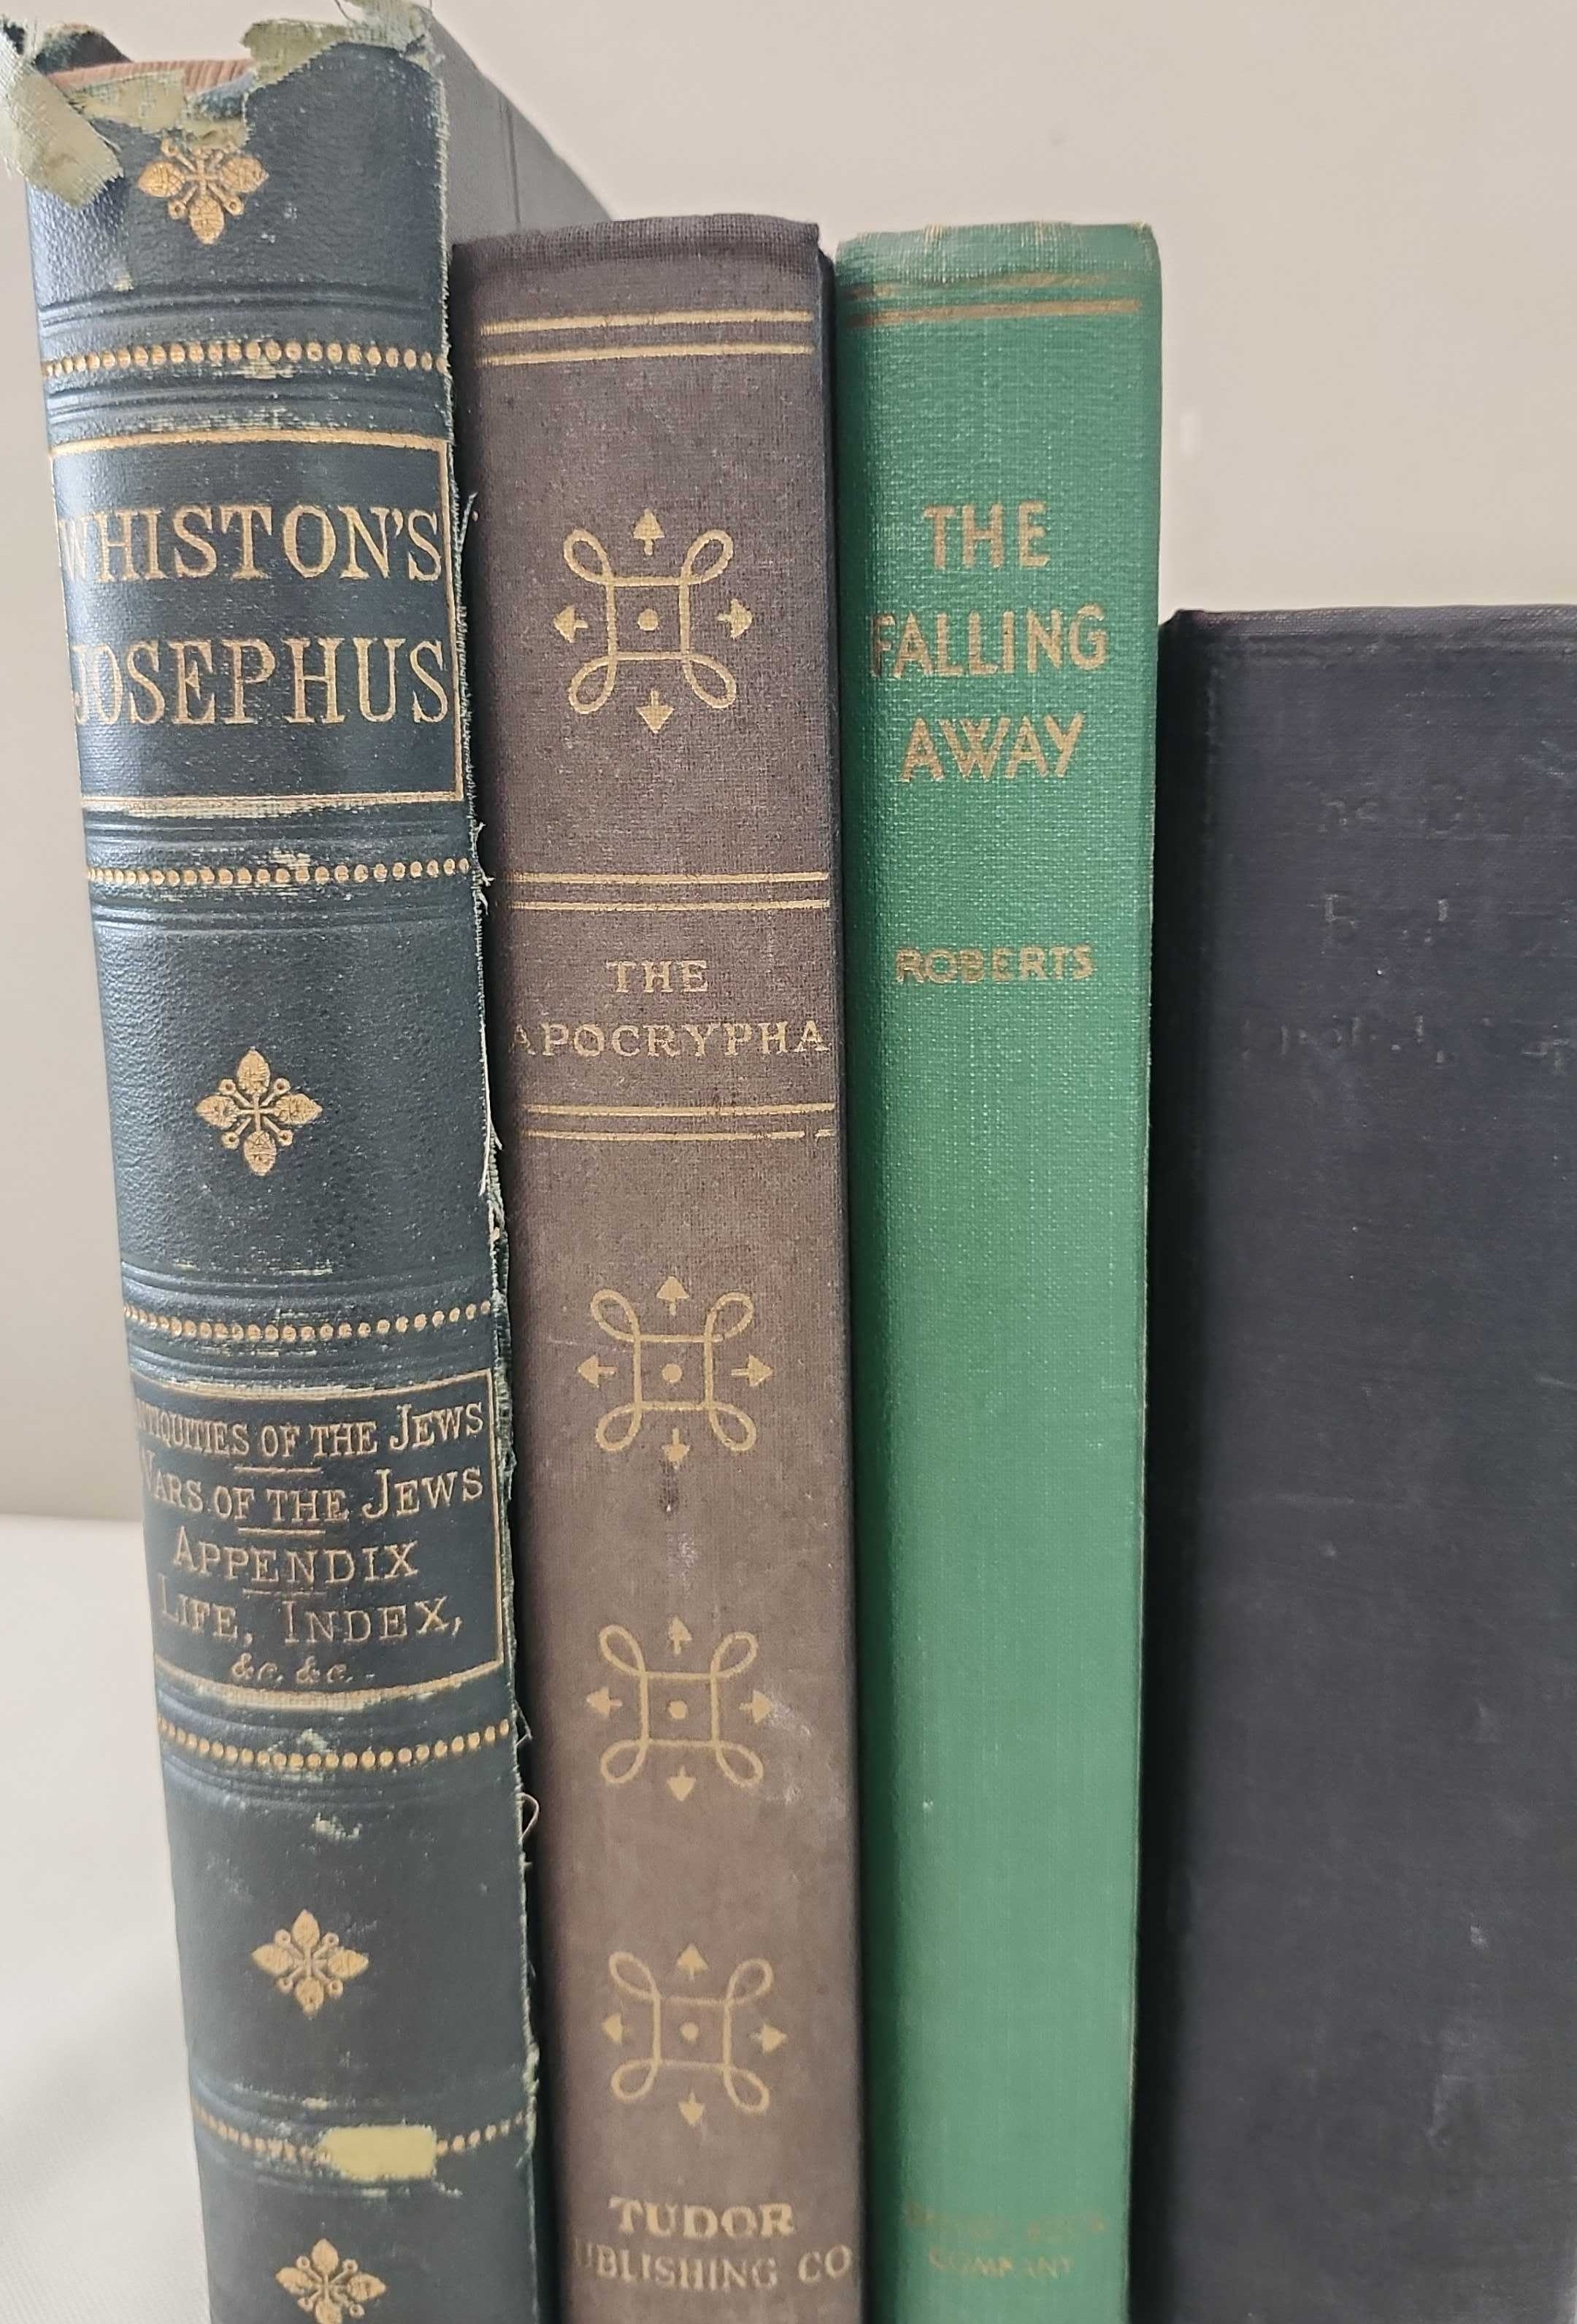 WHISTON'S
JOSEPHUS
ANTIQUITIES OF THE JEWS
WARS OF THE JEWS
APPENDIX
LIFE, INDEX,
&c. &c.
THE
APOCRYPHA
TUDOR
PUBLISHING CO
THE
FALLING
AWAY
ROBERTS
COMPANY